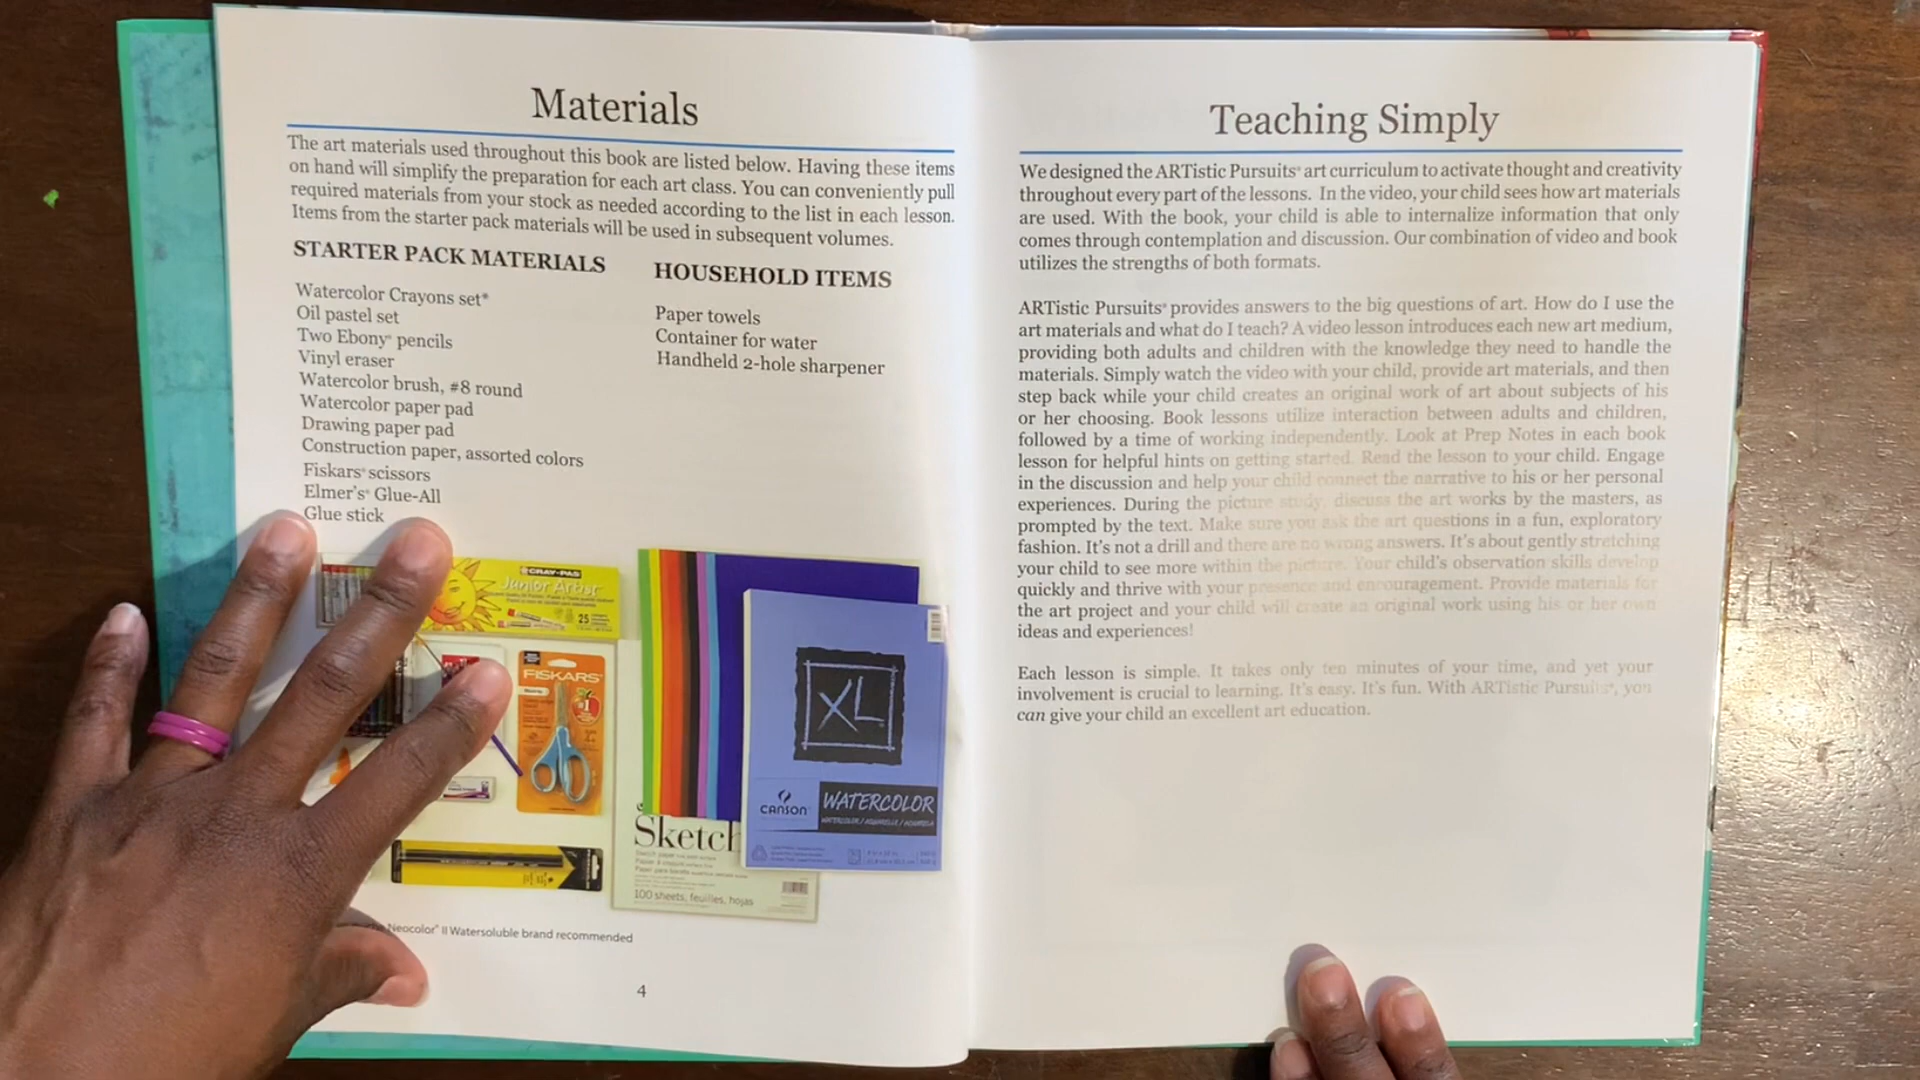 Materials
The art materials used throughout this book are listed below. Having these items
on hand will simplify the preparation for each art class. You can conveniently pull
required materials from your stock as needed according to the list in each lesson.
Items from the starter pack materials will be used in subsequent volumes.
STARTER PACK MATERIALS
Watercolor Crayons set*
Oil pastel set
Two Ebony® pencils
Vinyl eraser
Watercolor brush, #8 round
Watercolor paper pad
Drawing paper pad
Construction paper, assorted colors
Fiskars® scissors
Elmer's® Glue-All
Glue stick
HOUSEHOLD ITEMS
Paper towels
Container for water
Handheld 2-hole sharpener
CRAY-PAS
Junior Artist
25
FISKARS
#1
XL
CANSON
WATERCOLOR
Sketch
100 sheets, feuilles, hojas
Neocolor® II Watersoluble brand recommended
4
Teaching Simply
We designed the ARTistic Pursuits® art curriculum to activate thought and creativity
throughout every part of the lessons. In the video, your child sees how art materials
are used. With the book, your child is able to internalize information that only
comes through contemplation and discussion. Our combination of video and book
utilizes the strengths of both formats.
ARTistic Pursuits® provides answers to the big questions of art. How do I use the
art materials and what do I teach? A video lesson introduces each new art medium,
providing both adults and children with the knowledge they need to handle the
materials. Simply watch the video with your child, provide art materials, and then
step back while your child creates an original work of art about subjects of his
or her choosing. Book lessons utilize interaction between adults and children,
followed by a time of working independently. Look at Prep Notes in each book
lesson for helpful hints on getting started. Read the lesson to your child. Engage
in the discussion and help your child connect the narrative to his or her personal
experiences. During the picture study, discuss the art works by the masters, as
prompted by the text. Make sure you ask the art questions in a fun, exploratory
fashion. It's not a drill and there are no wrong answers. It's about gently stretching
your child to see more within the picture. Your child's observation skills develop
quickly and thrive with your presence and encouragement. Provide materials for
the art project and your child will create an original work using his or her own
ideas and experiences!
Each lesson is simple. It takes only ten minutes of your time, and yet your
involvement is crucial to learning. It's easy. It's fun. With ARTistic Pursuits®, you
can give your child an excellent art education.